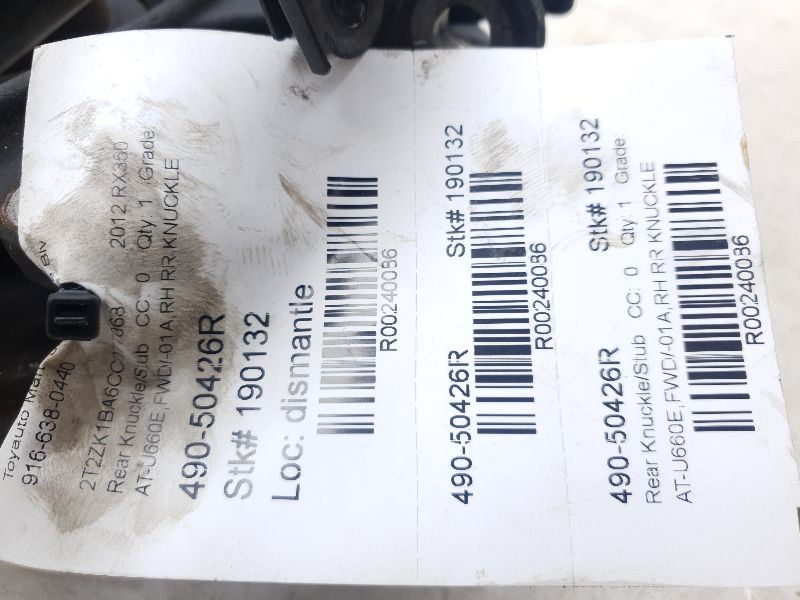 Toyauto Man
916-638-0440
2012 RX350
Rear Knuckle/Stub CC: 0 Qty 1 Grade:
AT-U660E,FWD/-01A,RH RR KNUCKLE
490-50426R
Stk# 190132
Loc: dismantle
R00240036
490-50426R Stk# 190132
R00240036
490-50426R Stk# 190132
Rear Knuckle/Stub CC: 0 Qty 1 Grade:
AT-U660E,FWD/-01A,RH RR KNUCKLE
R00240036